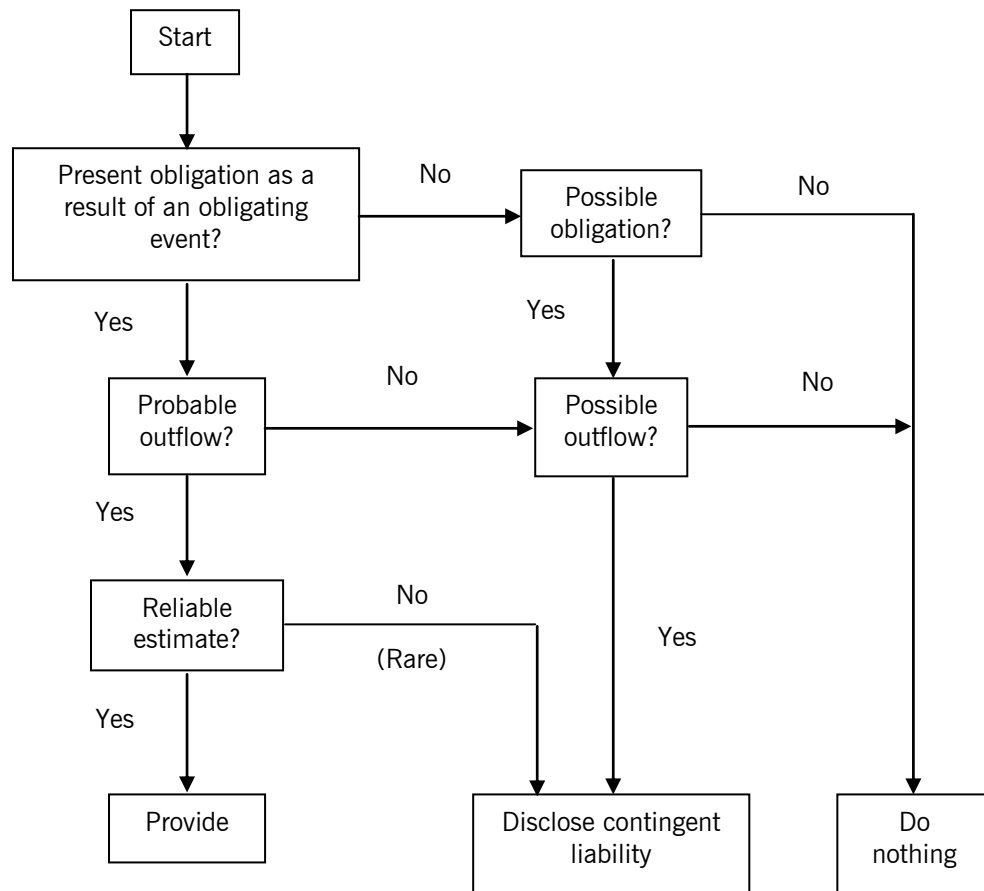 Start
Present obligation as a
result of an obligating
event?
No
Possible
obligation?
No
Yes
Yes
Probable
outflow?
No
Possible
outflow?
No
Yes
Reliable
estimate?
No
(Rare)
Yes
Yes
Provide
Disclose contingent
liability
Do
nothing